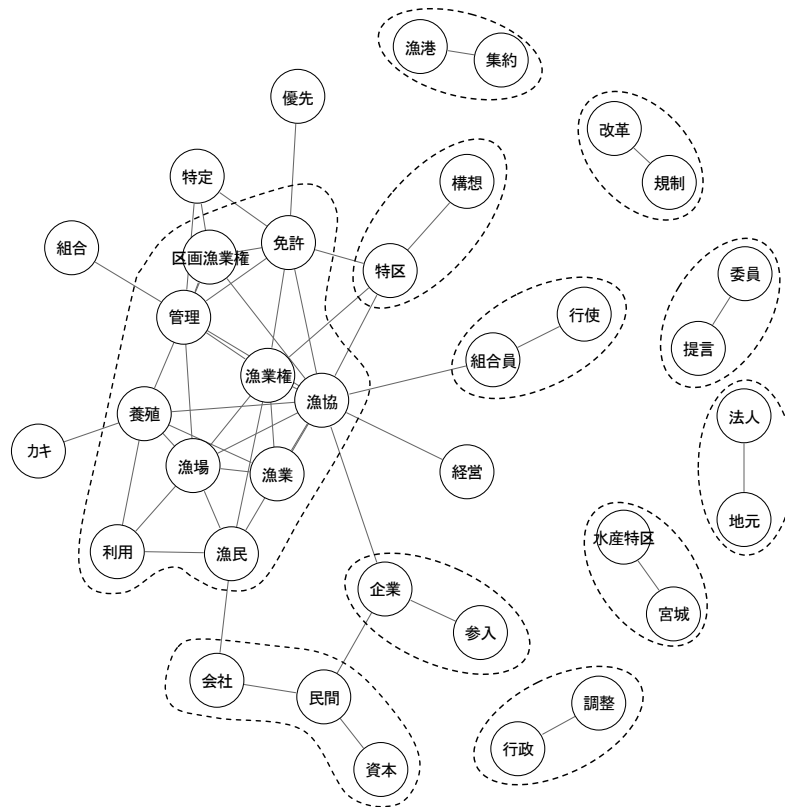 漁港
集約
優先
改革
特定
構想
規制
組合
免許
区画漁業権
特区
委員
管理
行使
提言
組合員
漁業権
漁協
養殖
法人
カキ
漁場
漁業
経営
地元
水産特区
利用
漁民
企業
宮城
参入
会社
民間
調整
行政
資本